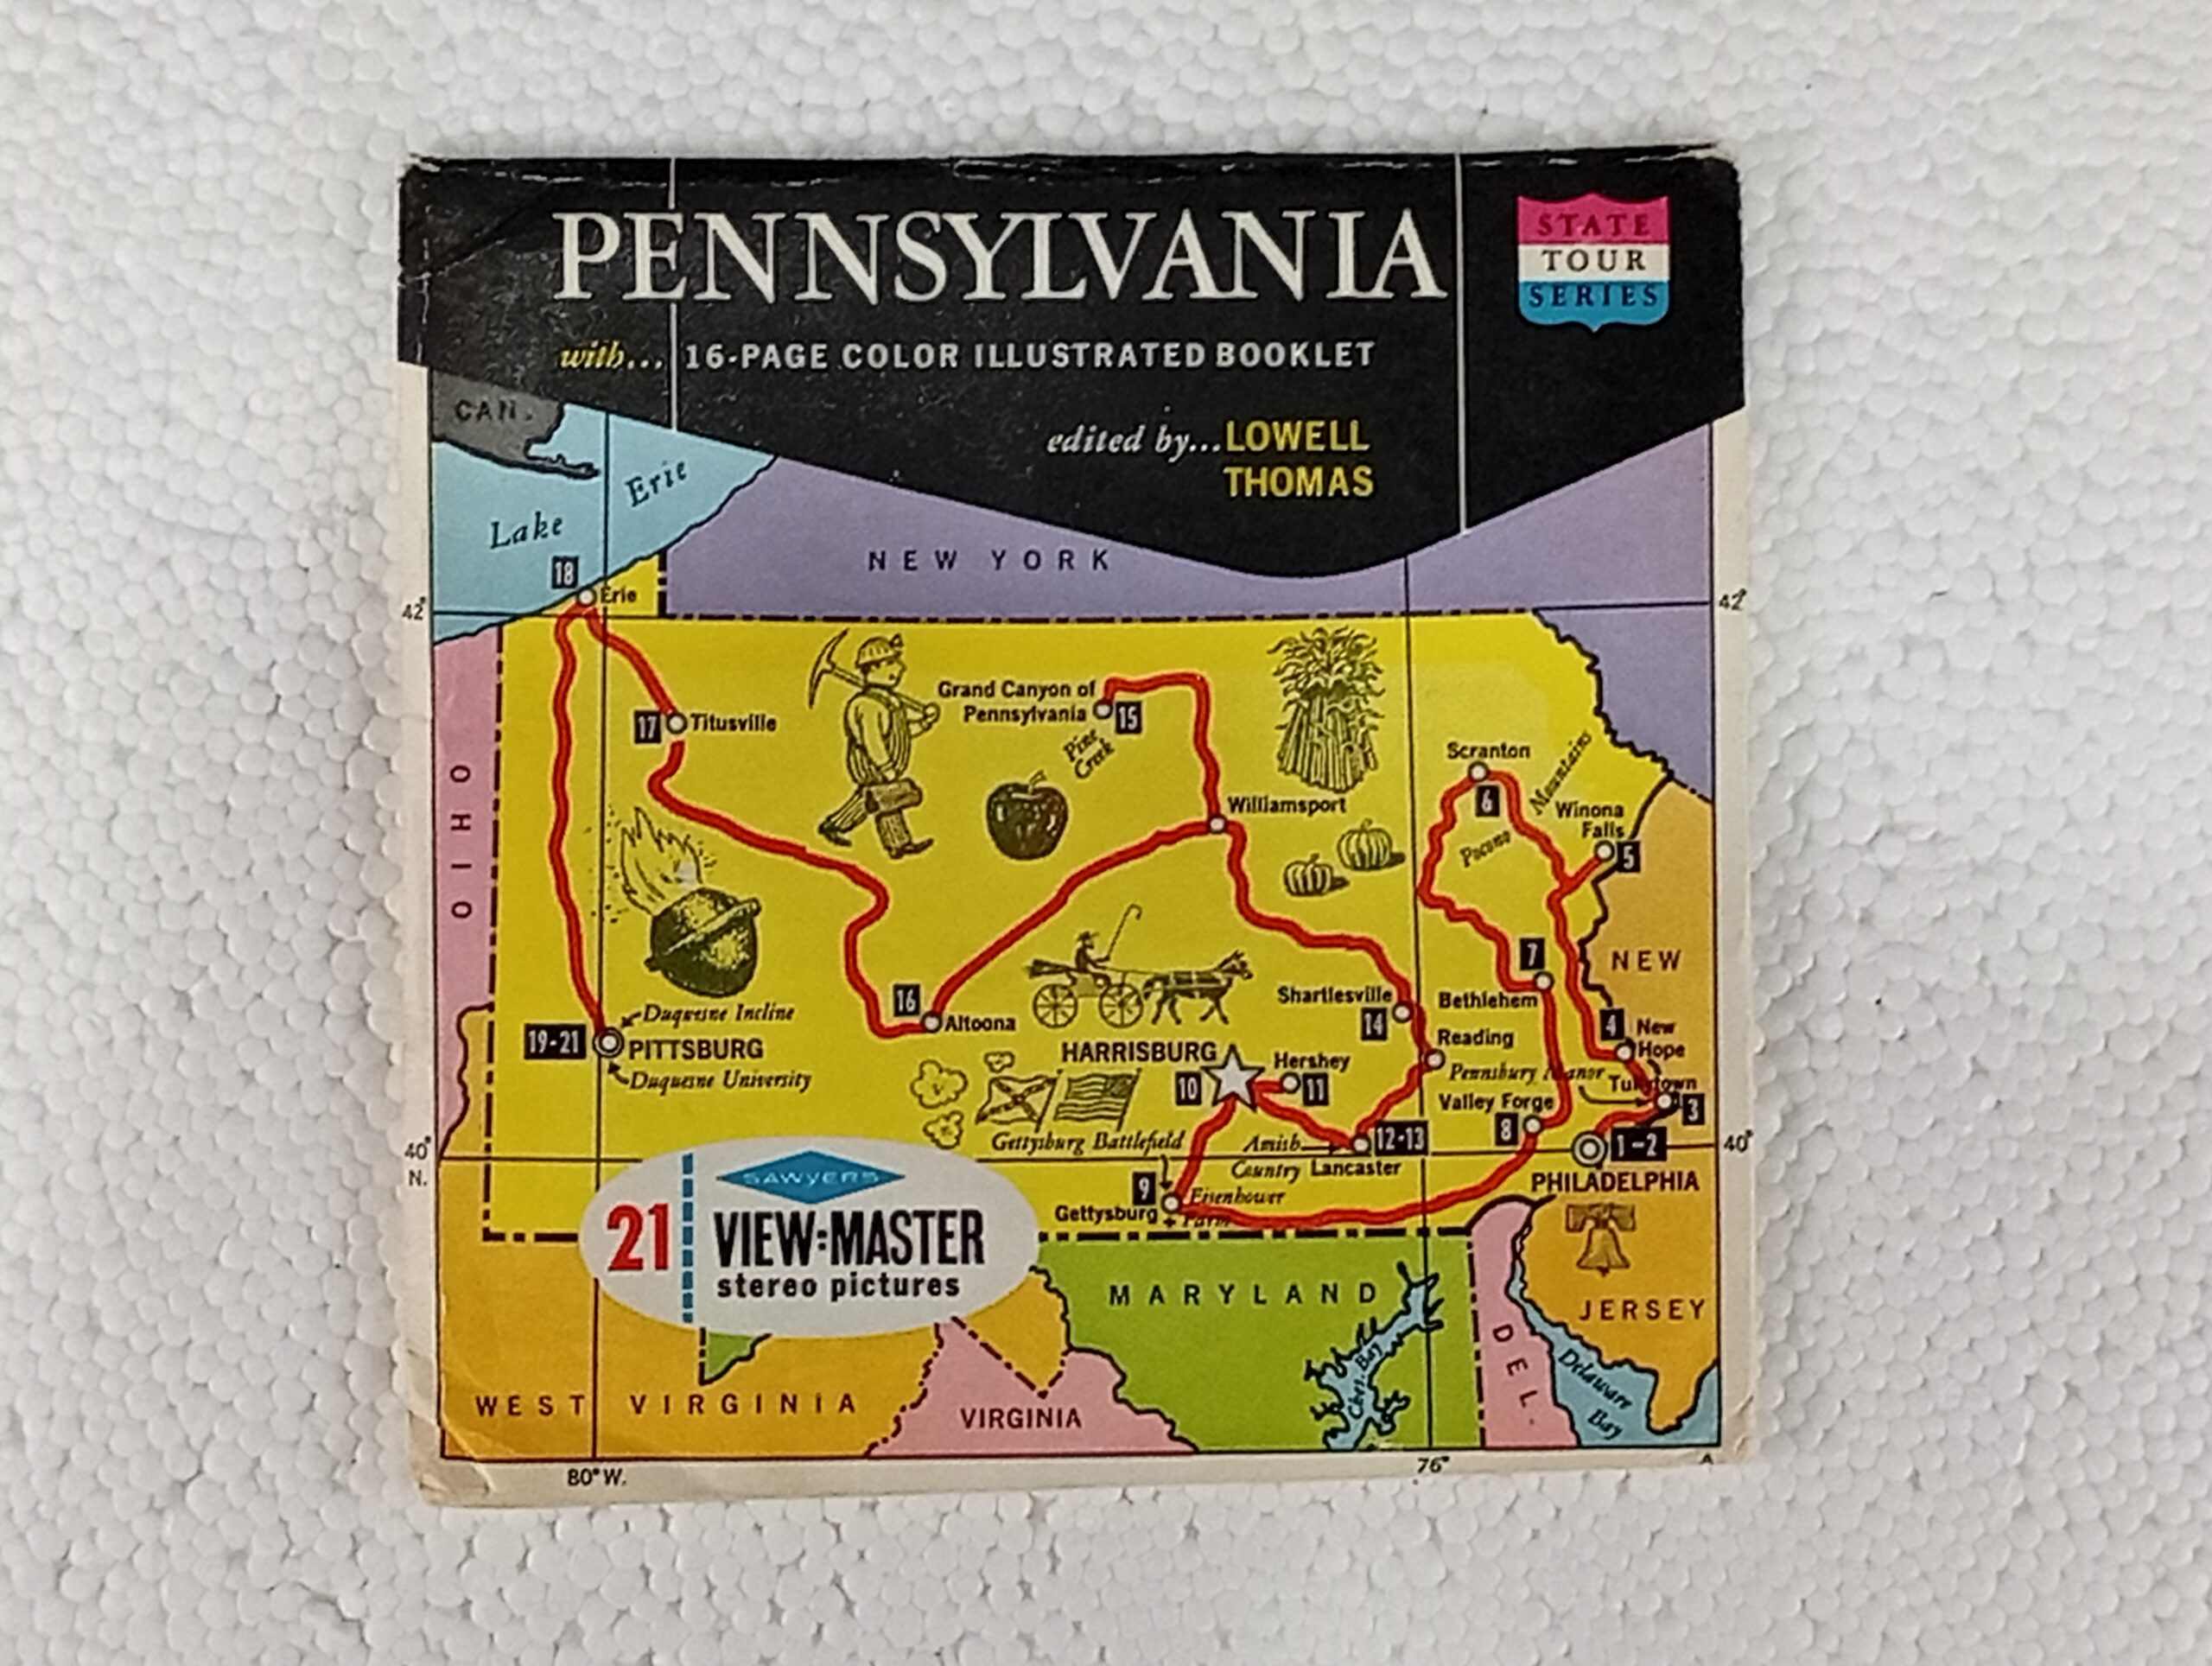 PENNSYLVANIA
STATE
TOUR
SERIES
with... 16-PAGE COLOR ILLUSTRATED BOOKLET
edited by...LOWELL
THOMAS
CAN.
Lake Erie
NEW YORK
18
Erie
42°
42°
OHIO
17 Titusville
Grand Canyon of
Pennsylvania 15
Pine
Creek
Scranton
6
Pocono Mountains
Winona
Falls
5
Williamsport
7
Bethlehem
NEW
JERSEY
4 New
Hope
16
Altoona
Shartlesville
14
Reading
Pennsbury Manor
Tullytown
3
Duquesne Incline
19-21 PITTSBURG
Duquesne University
HARRISBURG
10
Hershey
11
Valley Forge
8
1-2
PHILADELPHIA
Gettysburg Battlefield
Amish
Country
12-13
Lancaster
9
Gettysburg
Eisenhower
Farm
40°
N.
40°
SAWYER'S
21 VIEW-MASTER
stereo pictures
MARYLAND
DEL.
Ches. Bay
Delaware
Bay
WEST VIRGINIA
VIRGINIA
80° W.
76°
A